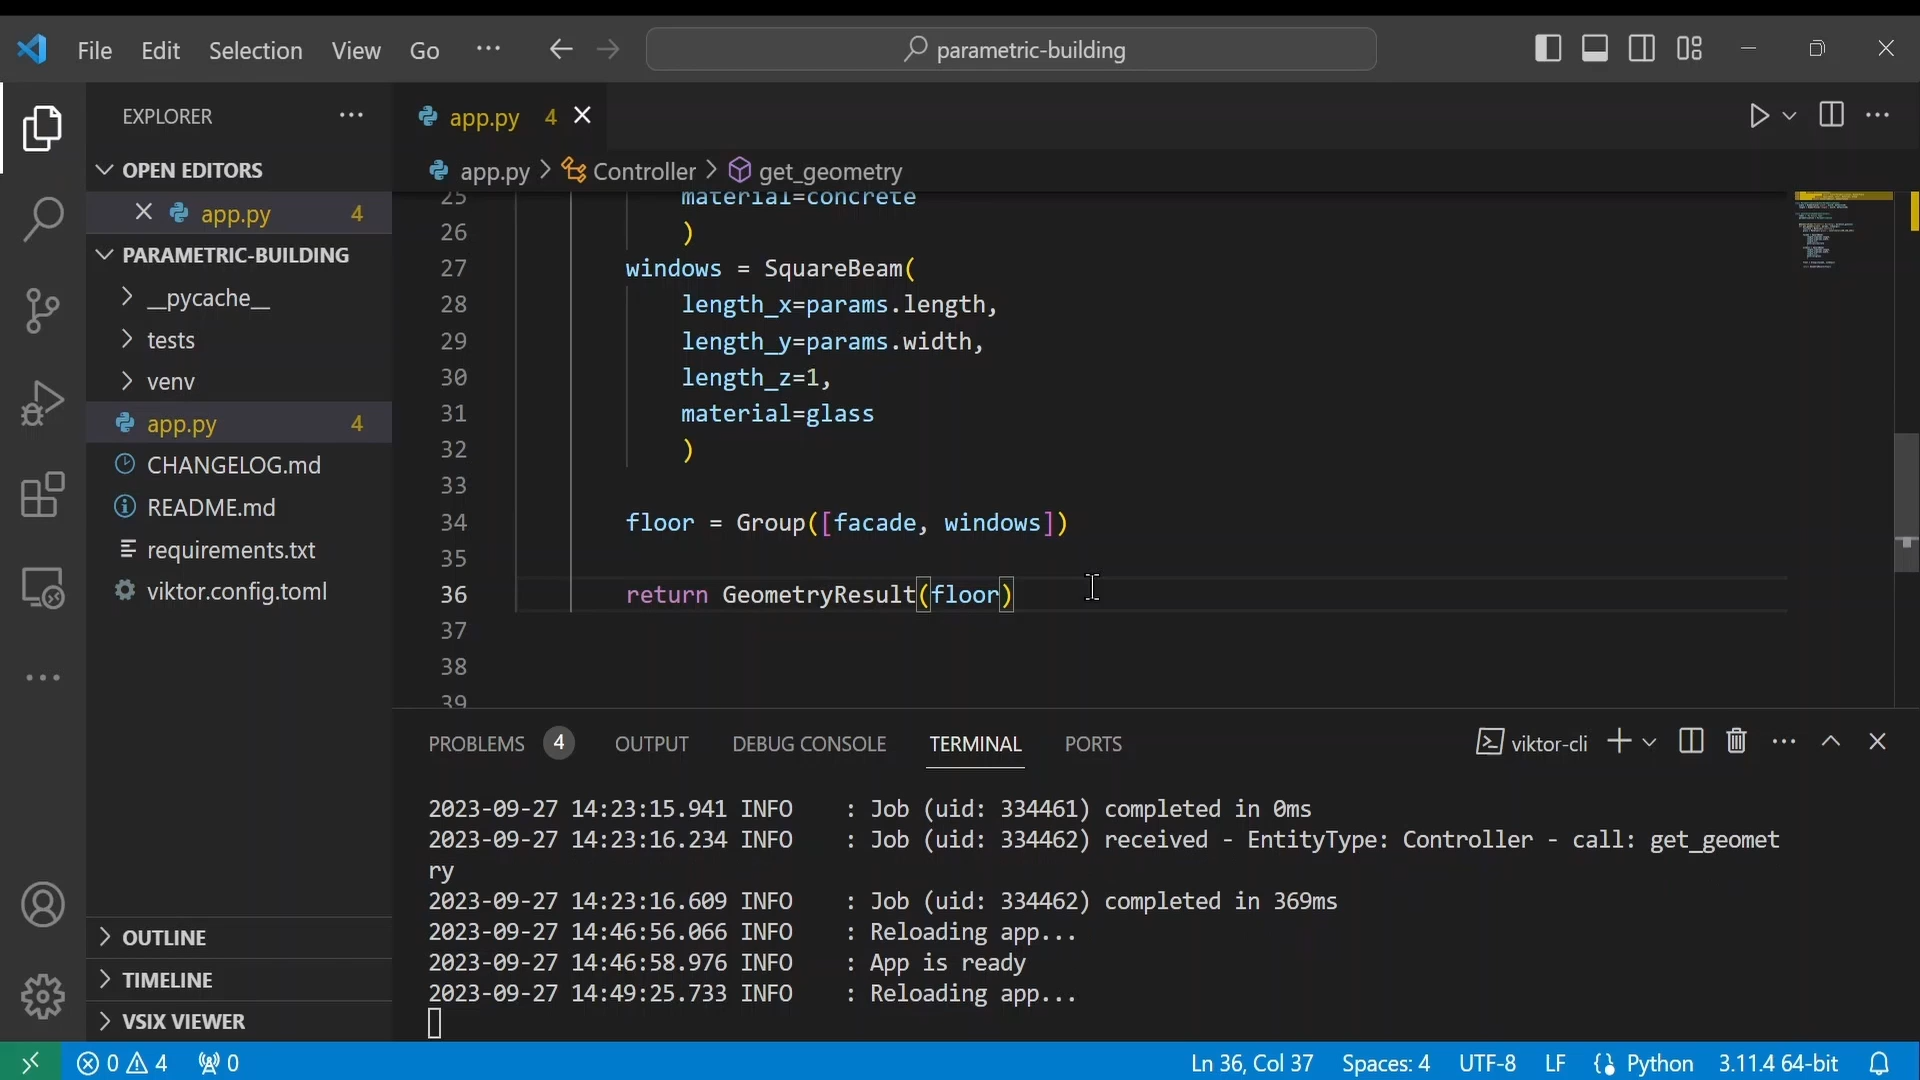 File Edit Selection View Go ··· parametric-building
EXPLORER ···
OPEN EDITORS
app.py 4
PARAMETRIC-BUILDING
__pycache__
tests
venv
app.py 4
CHANGELOG.md
README.md
requirements.txt
viktor.config.toml
OUTLINE
TIMELINE
VSIX VIEWER
app.py 4
app.py > Controller > get_geometry
25 material=concrete
26 )
27 windows = SquareBeam(
28 length_x=params.length,
29 length_y=params.width,
30 length_z=1,
31 material=glass
32 )
33
34 floor = Group([facade, windows])
35
36 return GeometryResult(floor)
37
38
39
PROBLEMS 4 OUTPUT DEBUG CONSOLE TERMINAL PORTS viktor-cli
2023-09-27 14:23:15.941 INFO : Job (uid: 334461) completed in 0ms
2023-09-27 14:23:16.234 INFO : Job (uid: 334462) received - EntityType: Controller - call: get_geomet
ry
2023-09-27 14:23:16.609 INFO : Job (uid: 334462) completed in 369ms
2023-09-27 14:46:56.066 INFO : Reloading app...
2023-09-27 14:46:58.976 INFO : App is ready
2023-09-27 14:49:25.733 INFO : Reloading app...
0 4 0 Ln 36, Col 37 Spaces: 4 UTF-8 LF Python 3.11.4 64-bit